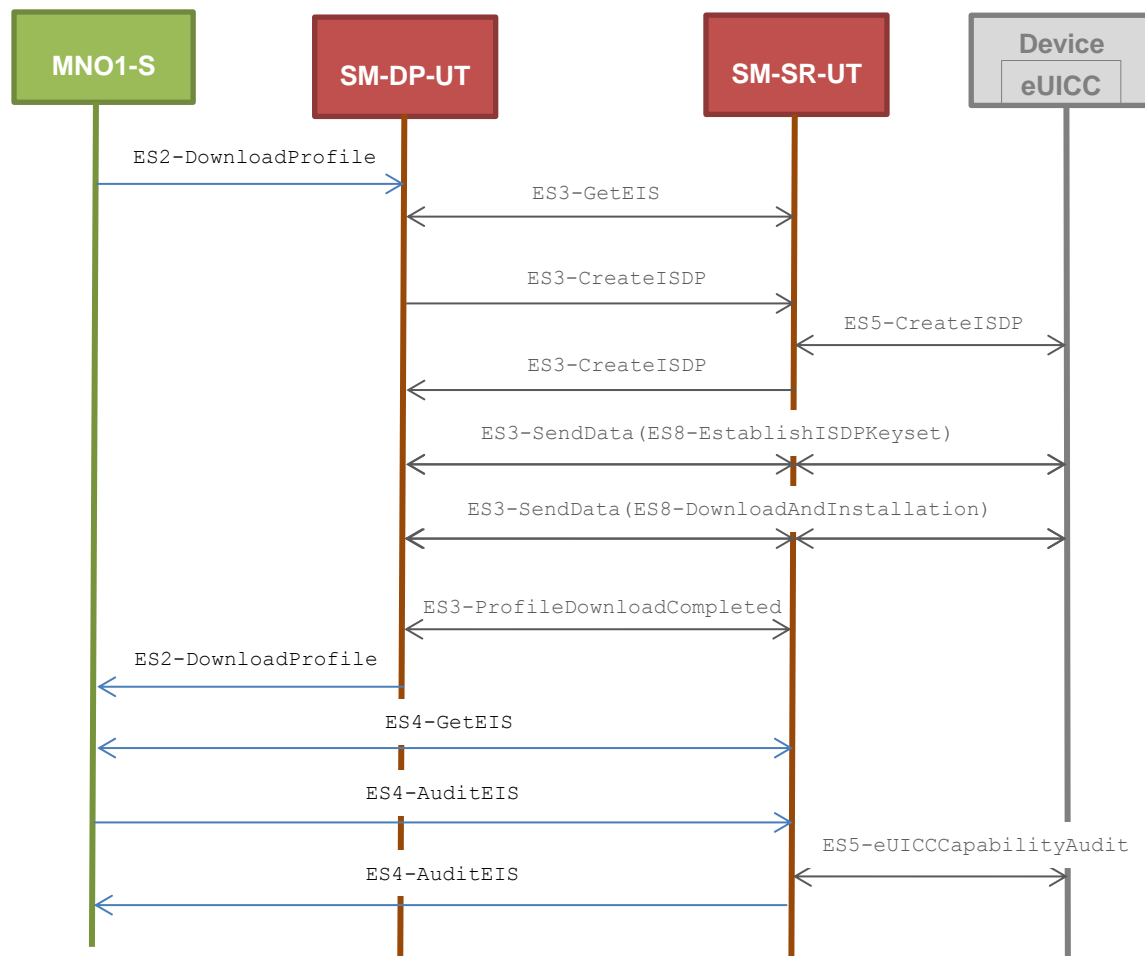 MNO1-S
SM-DP-UT
SM-SR-UT
Device
eUICC
ES2-DownloadProfile
ES3-GetEIS
ES3-CreateISDP
ES5-CreateISDP
ES3-CreateISDP
ES3-SendData(ES8-EstablishISDPKeyset)
ES3-SendData(ES8-DownloadAndInstallation)
ES3-ProfileDownloadCompleted
ES2-DownloadProfile
ES4-GetEIS
ES4-AuditEIS
ES5-eUICCCapabilityAudit
ES4-AuditEIS